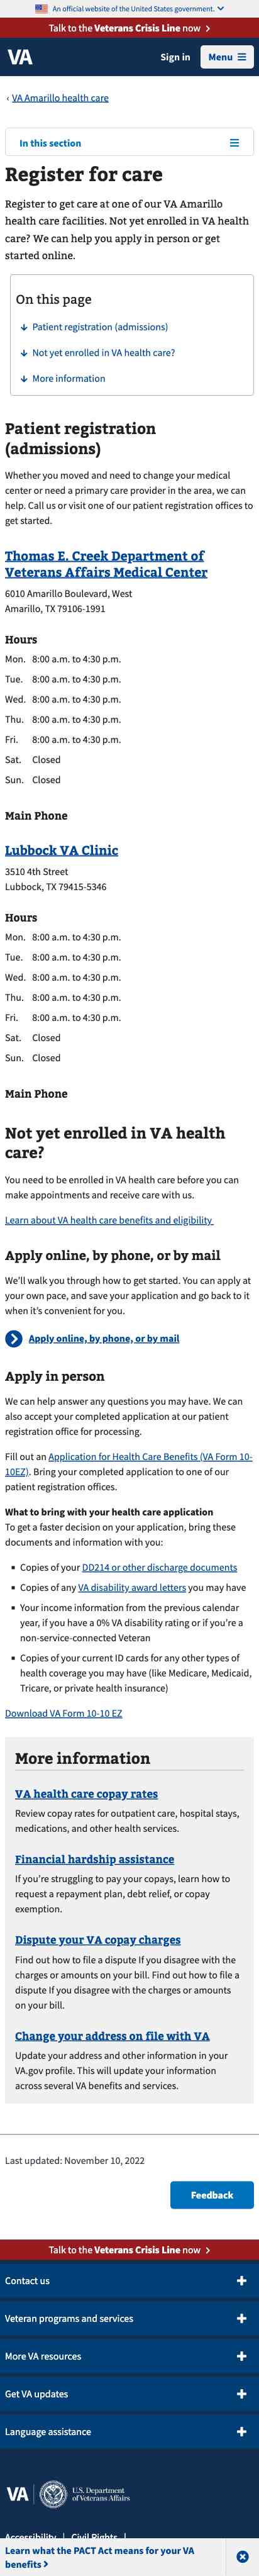 An official website of the United States government.
Talk to the Veterans Crisis Line now
VA
Sign in
Menu
VA Amarillo health care
In this section
Register for care
Register to get care at one of our VA Amarillo
health care facilities. Not yet enrolled in VA health
care? We can help you apply in person or get
started online.
On this page
Patient registration (admissions)
Not yet enrolled in VA health care?
More information
Patient registration
(admissions)
Whether you moved and need to change your medical
center or need a primary care provider in the area, we can
help. Call us or visit one of our patient registration offices to
get started.
Thomas E. Creek Department of
Veterans Affairs Medical Center
6010 Amarillo Boulevard, West
Amarillo, TX 79106-1991
Hours
Mon. 8:00 a.m. to 4:30 p.m.
Tue. 8:00 a.m. to 4:30 p.m.
Wed. 8:00 a.m. to 4:30 p.m.
Thu. 8:00 a.m. to 4:30 p.m.
Fri. 8:00 a.m. to 4:30 p.m.
Sat. Closed
Sun. Closed
Main Phone
Lubbock VA Clinic
3510 4th Street
Lubbock, TX 79415-5346
Hours
Mon. 8:00 a.m. to 4:30 p.m.
Tue. 8:00 a.m. to 4:30 p.m.
Wed. 8:00 a.m. to 4:30 p.m.
Thu. 8:00 a.m. to 4:30 p.m.
Fri. 8:00 a.m. to 4:30 p.m.
Sat. Closed
Sun. Closed
Main Phone
Not yet enrolled in VA health
care?
You need to be enrolled in VA health care before you can
make appointments and receive care with us.
Learn about VA health care benefits and eligibility
Apply online, by phone, or by mail
We'll walk you through how to get started. You can apply at
your own pace, and save your application and go back to it
when it's convenient for you.
Apply online, by phone, or by mail
Apply in person
We can help answer any questions you may have. We can
also accept your completed application at our patient
registration office for processing.
Fill out an Application for Health Care Benefits (VA Form 10-
10EZ). Bring your completed application to one of our
patient registration offices.
What to bring with your health care application
To get a faster decision on your application, bring these
documents and information with you:
Copies of your DD214 or other discharge documents
Copies of any VA disability award letters you may have
Your income information from the previous calendar
year, if you have a 0% VA disability rating or if you're a
non-service-connected Veteran
Copies of your current ID cards for any other types of
health coverage you may have (like Medicare, Medicaid,
Tricare, or private health insurance)
Download VA Form 10-10 EZ
More information
VA health care copay rates
Review copay rates for outpatient care, hospital stays,
medications, and other health services.
Financial hardship assistance
If you're struggling to pay your copays, learn how to
request a repayment plan, debt relief, or copay
exemption.
Dispute your VA copay charges
Find out how to file a dispute If you disagree with the
charges or amounts on your bill. Find out how to file a
dispute If you disagree with the charges or amounts
on your bill.
Change your address on file with VA
Update your address and other information in your
VA.gov profile. This will update your information
across several VA benefits and services.
Last updated: November 10, 2022
Feedback
Talk to the Veterans Crisis Line now
Contact us
Veteran programs and services
More VA resources
Get VA updates
Language assistance
VA
U.S. Department
of Veterans Affairs
Accessibility
Civil Rights
Learn what the PACT Act means for your VA
benefits